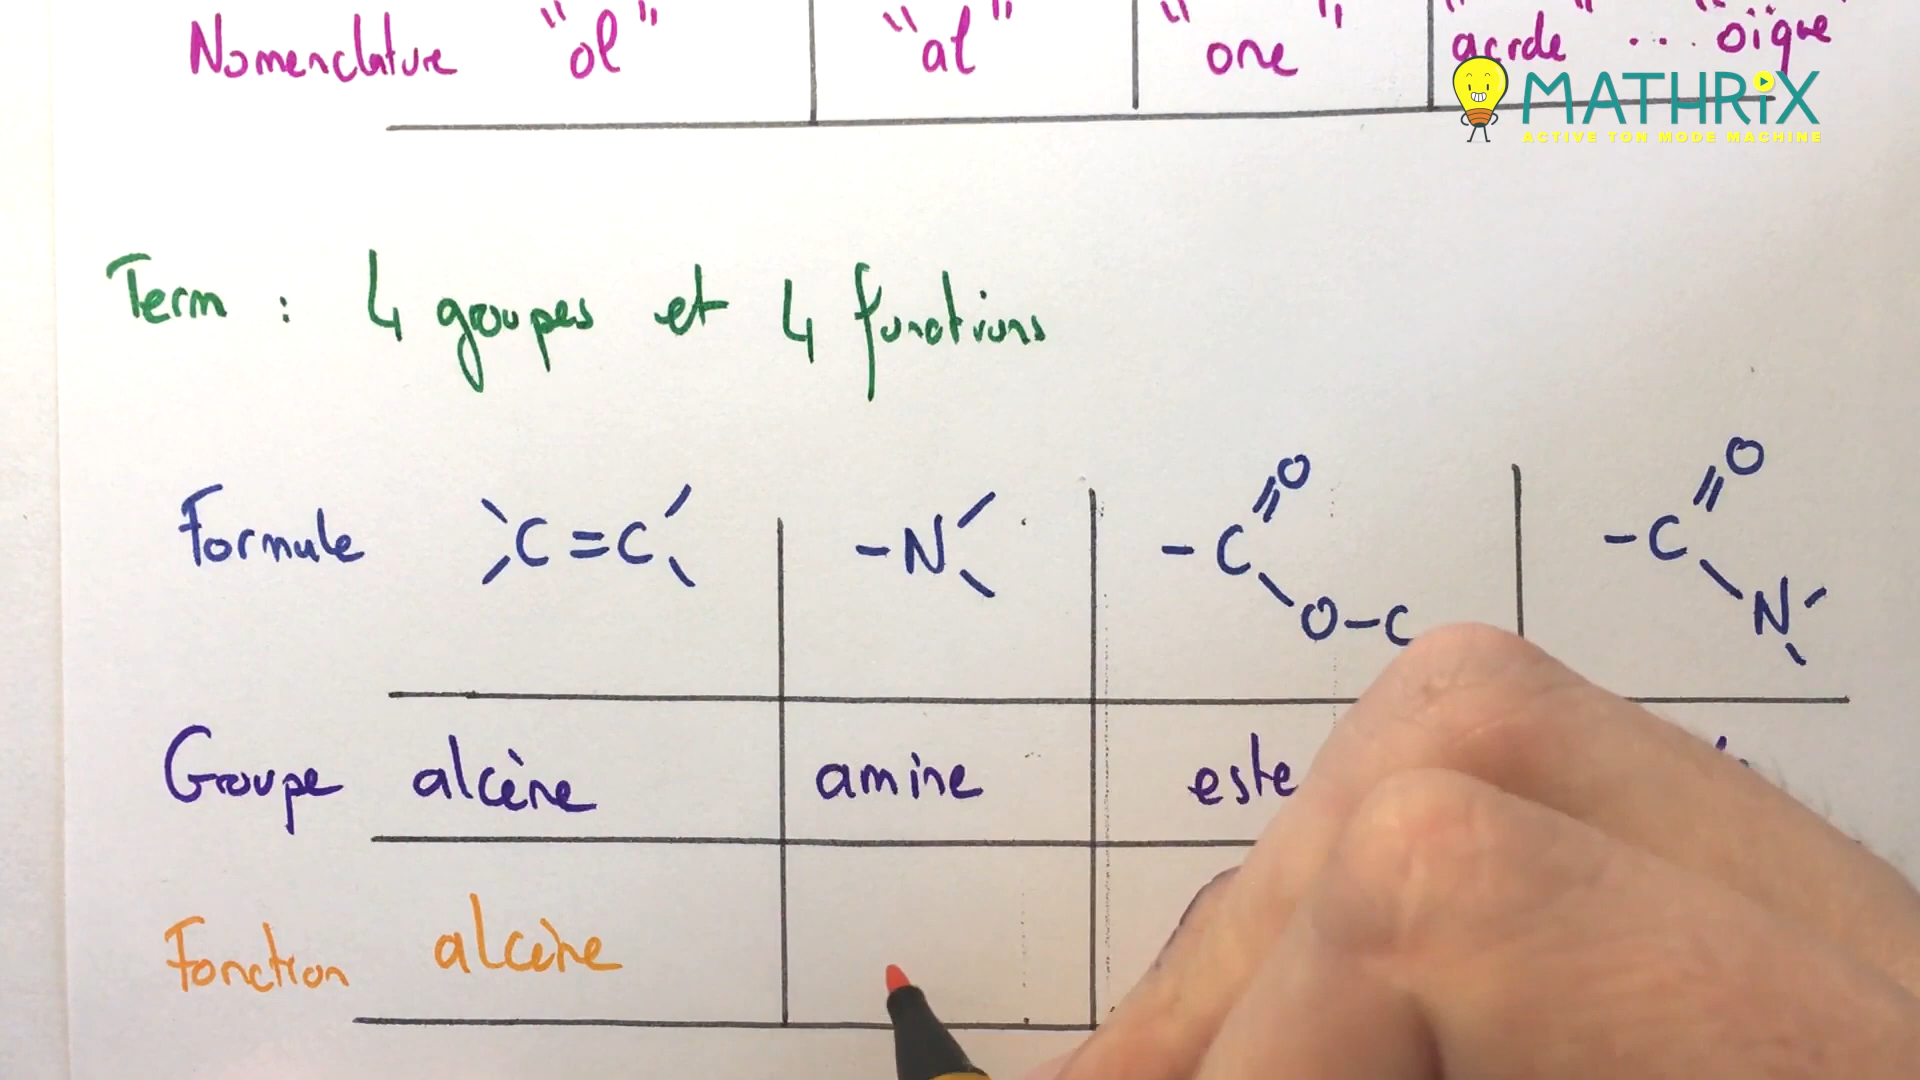 Nomenclature "ol" "al" "one" "acide ... oïque"
MATHRiX
ACTIVE TON MODE MACHINE
Term : 4 groupes et 4 fonctions
Formule C=C -N -C=O O-C -C=O N
Groupe alcène amine este
Fonction alcène